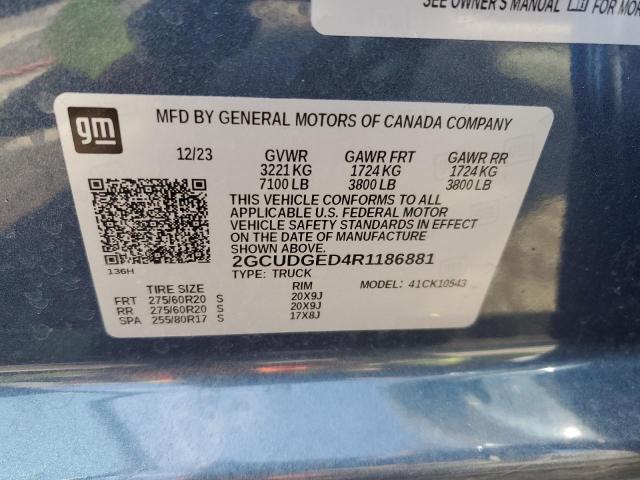 SEE OWNER'S MANUAL FOR MOR
gm
MFD BY GENERAL MOTORS OF CANADA COMPANY
12/23 GVWR GAWR FRT GAWR RR
3221 KG 1724 KG 1724 KG
7100 LB 3800 LB 3800 LB
THIS VEHICLE CONFORMS TO ALL
APPLICABLE U.S. FEDERAL MOTOR
VEHICLE SAFETY STANDARDS IN EFFECT
ON THE DATE OF MANUFACTURE
SHOWN ABOVE.
136H
2GCUDGED4R1186881
TYPE: TRUCK MODEL: 41CK10543
TIRE SIZE RIM
FRT 275/60R20 S 20X9J
RR 275/60R20 S 20X9J
SPA 255/80R17 S 17X8J